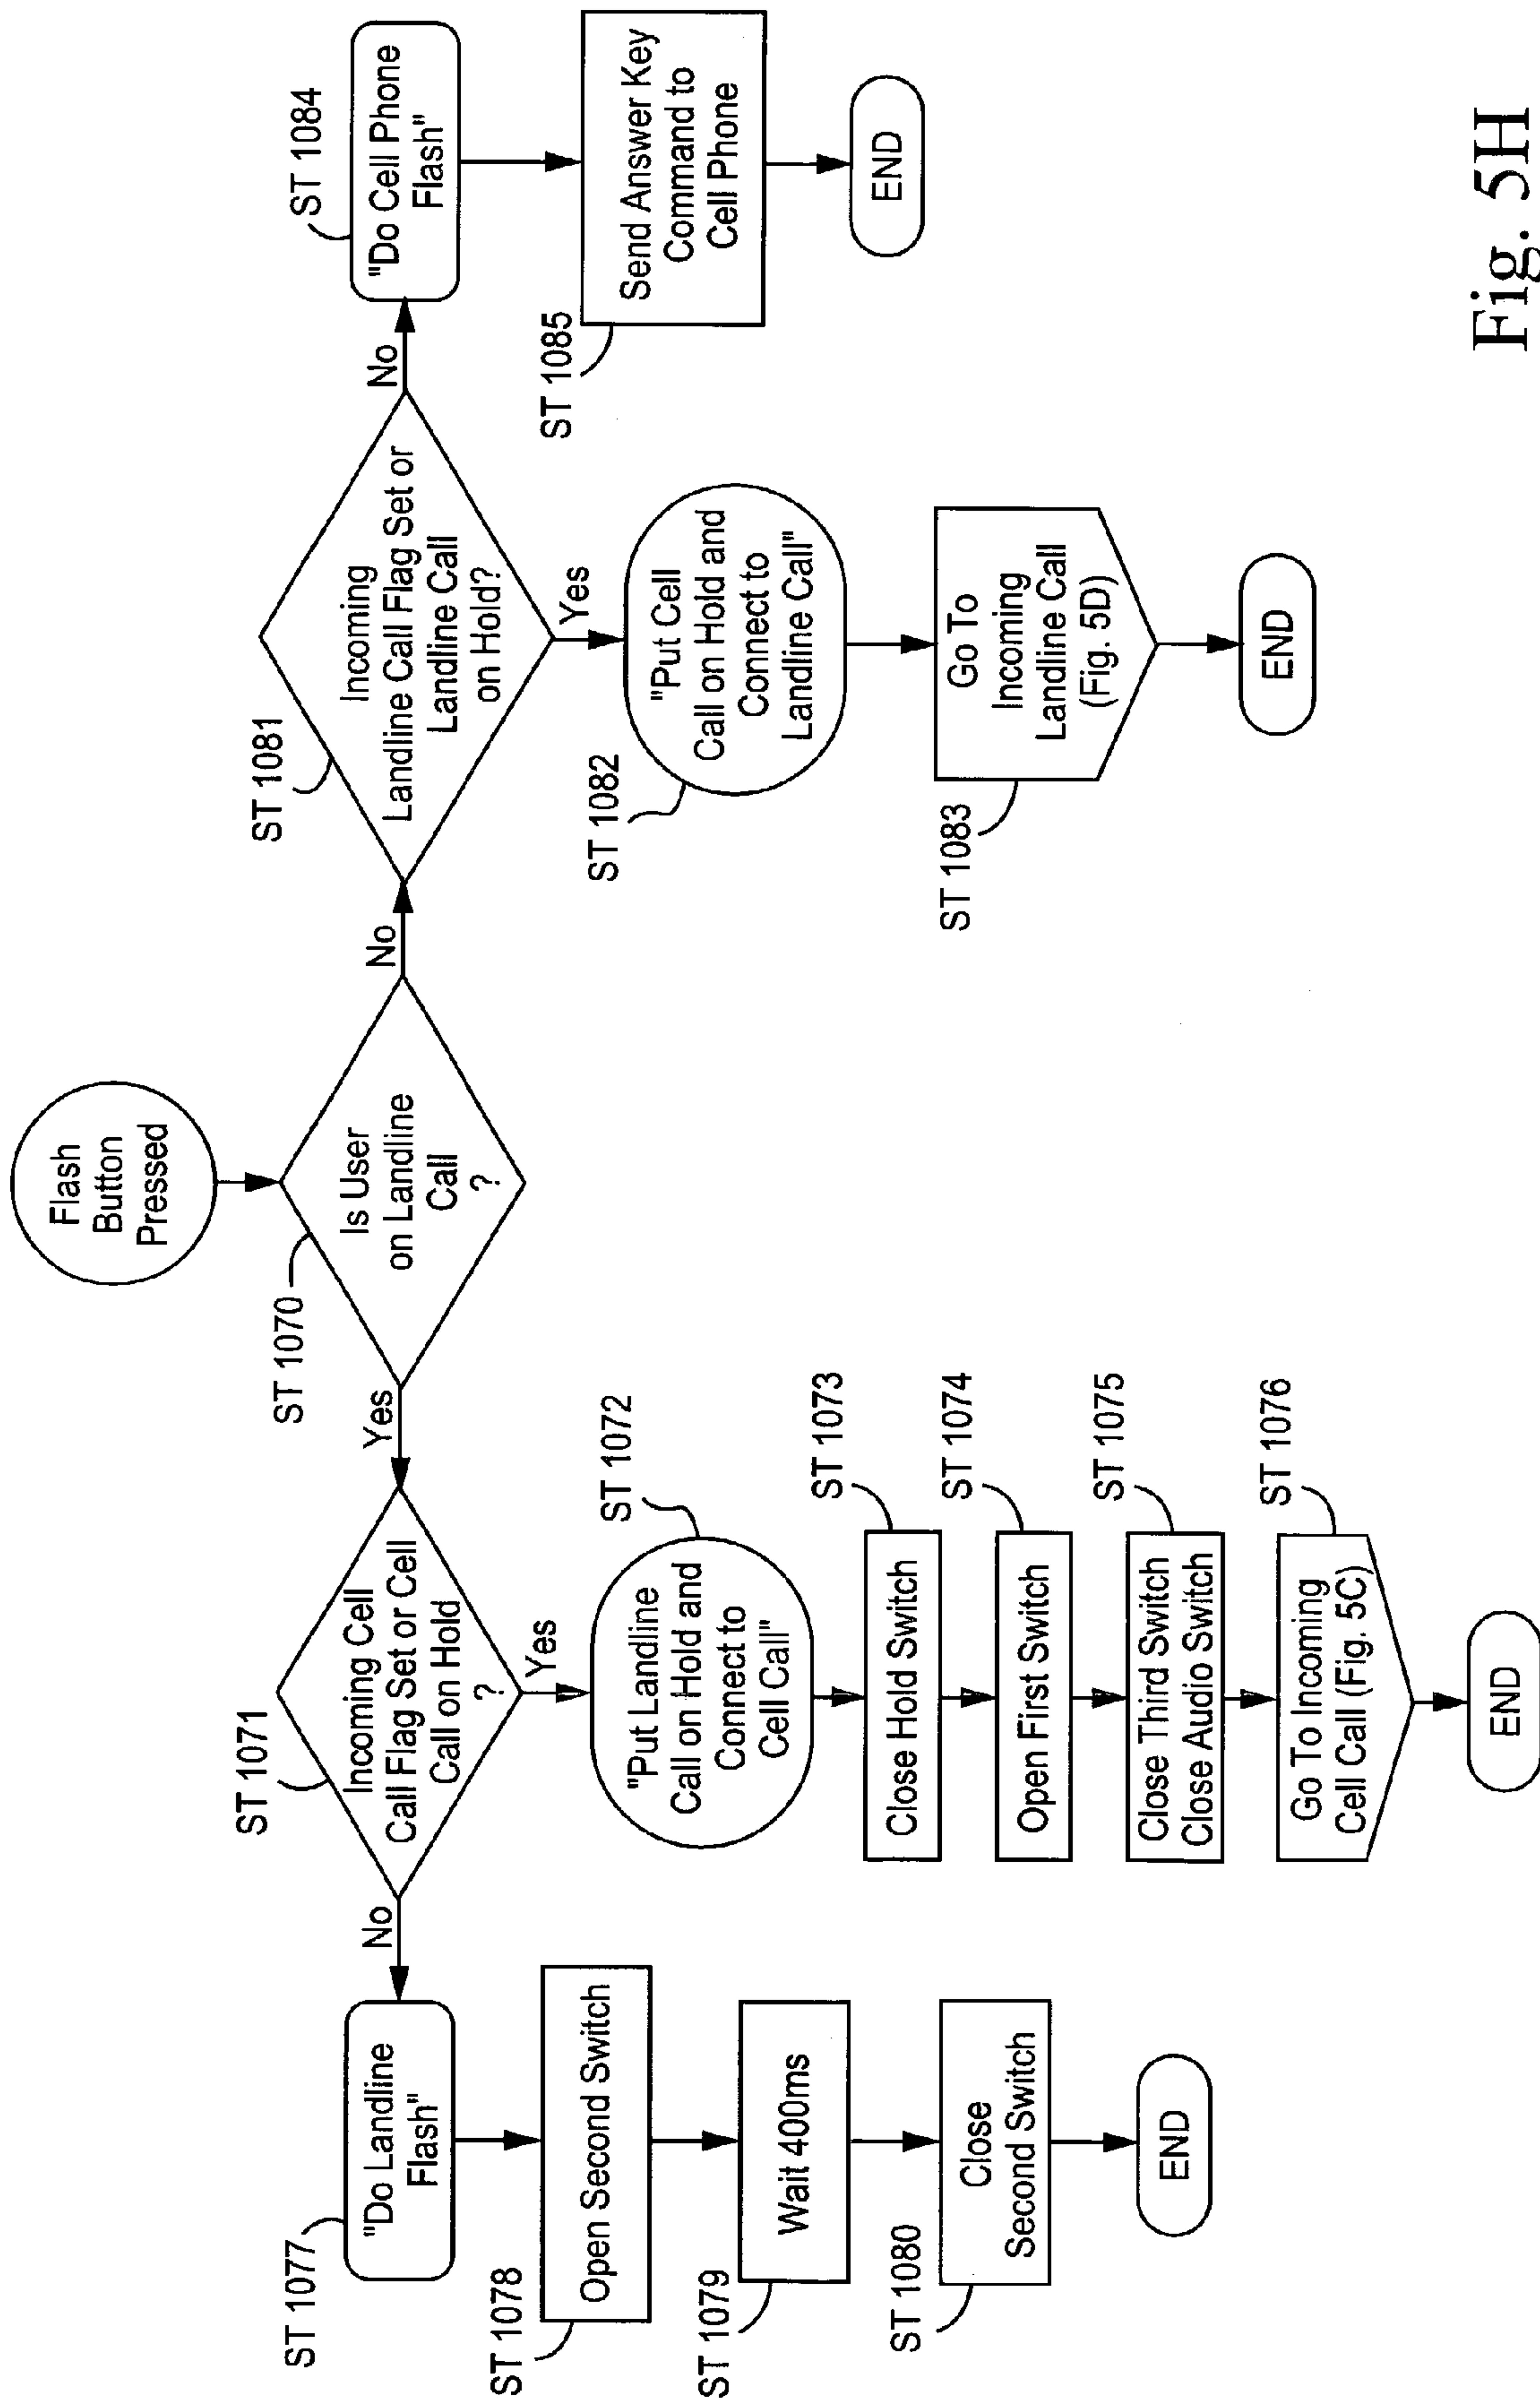 Flash
Button
Pressed
ST 1070
Is User
on Landline
Call
?
Yes
No
ST 1071
Incoming Cell
Call Flag Set or Cell
Call on Hold
?
No
Yes
ST 1077
"Do Landline
Flash"
ST 1078
Open Second Switch
ST 1079
Wait 400ms
ST 1080
Close
Second Switch
END
ST 1072
"Put Landline
Call on Hold and
Connect to
Cell Call"
ST 1073
Close Hold Switch
ST 1074
Open First Switch
ST 1075
Close Third Switch
Close Audio Switch
ST 1076
Go To Incoming
Cell Call (Fig. 5C)
END
ST 1081
Incoming
Landline Call Flag Set or
Landline Call
on Hold?
No
Yes
ST 1082
"Put Cell
Call on Hold and
Connect to
Landline Call"
ST 1083
Go To
Incoming
Landline Call
(Fig. 5D)
END
ST 1084
"Do Cell Phone
Flash"
ST 1085
Send Answer Key
Command to
Cell Phone
END
Fig. 5H